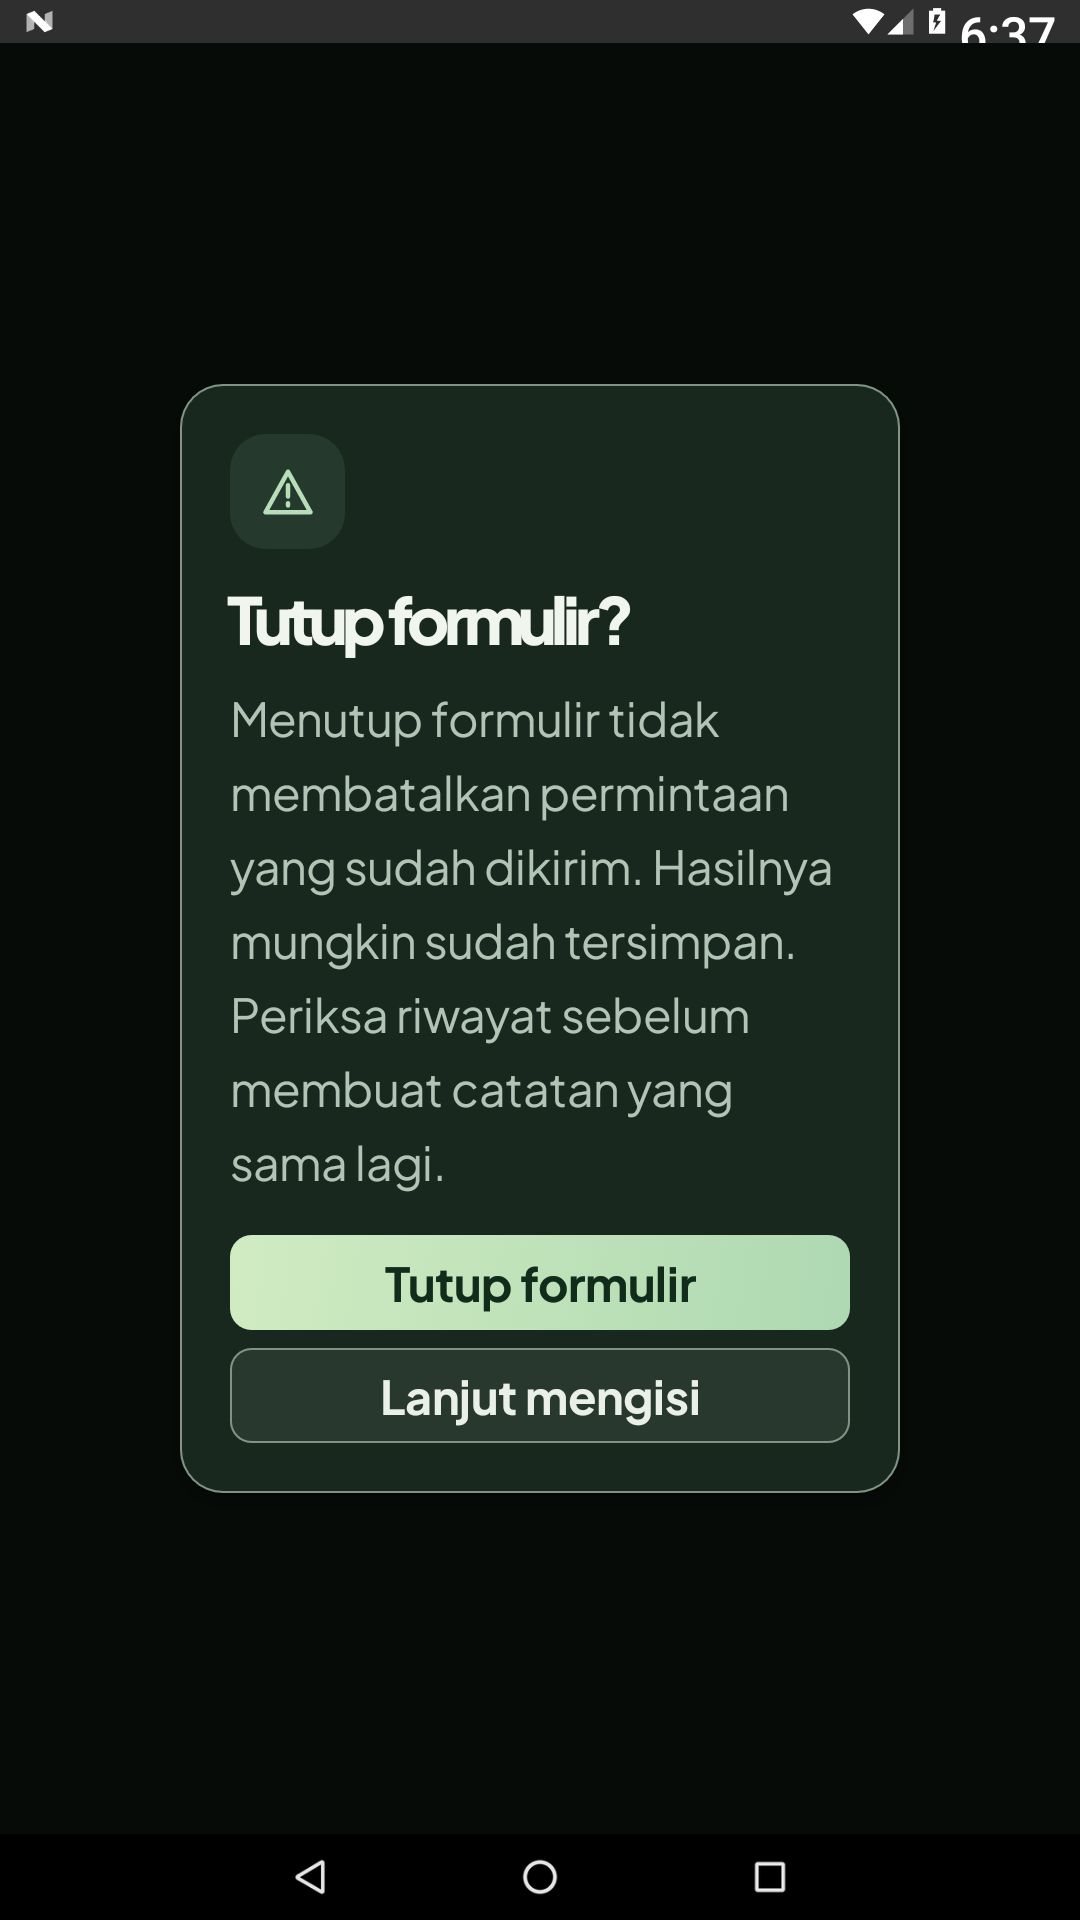 6:37
Tutup formulir?
Menutup formulir tidak
membatalkan permintaan
yang sudah dikirim. Hasilnya
mungkin sudah tersimpan.
Periksa riwayat sebelum
membuat catatan yang
sama lagi.
Tutup formulir
Lanjut mengisi